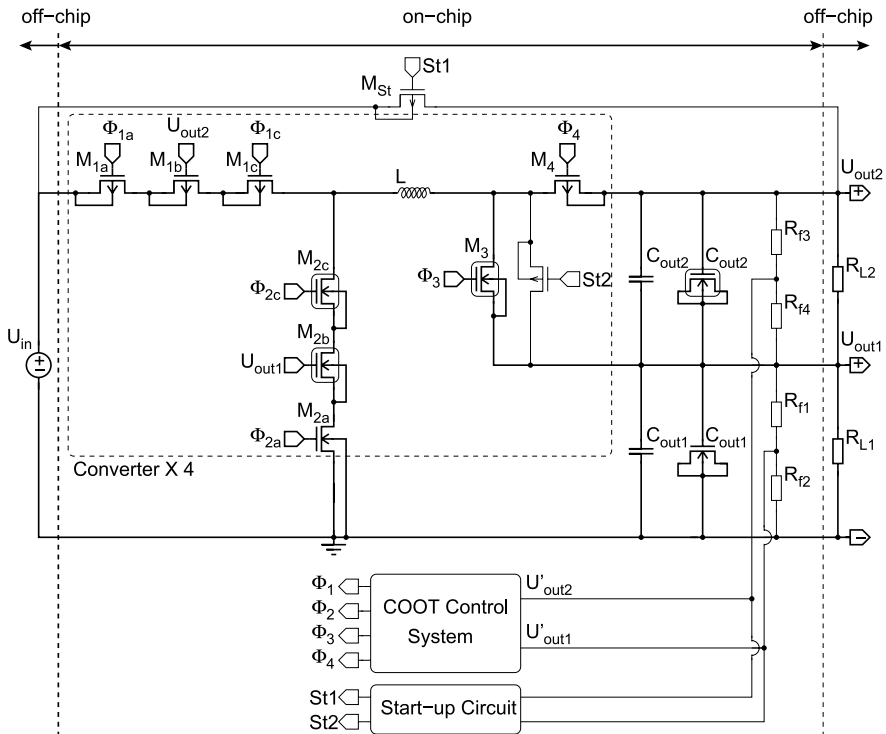 off-chip on-chip off-chip
St1
M_St
Φ_1a U_out2 Φ_1c Φ_4
M_1a M_1b M_1c M_4
L
U_out2
R_f3
M_2c M_3 C_out2 C_out2
Φ_2c Φ_3 St2 R_L2
R_f4
U_in M_2b U_out1
U_out1
R_f1
M_2a C_out1 C_out1
Φ_2a R_L1
Converter X 4
R_f2
Φ_1 COOT Control U'_out2
Φ_2 System
Φ_3 U'_out1
Φ_4
St1 Start-up Circuit
St2